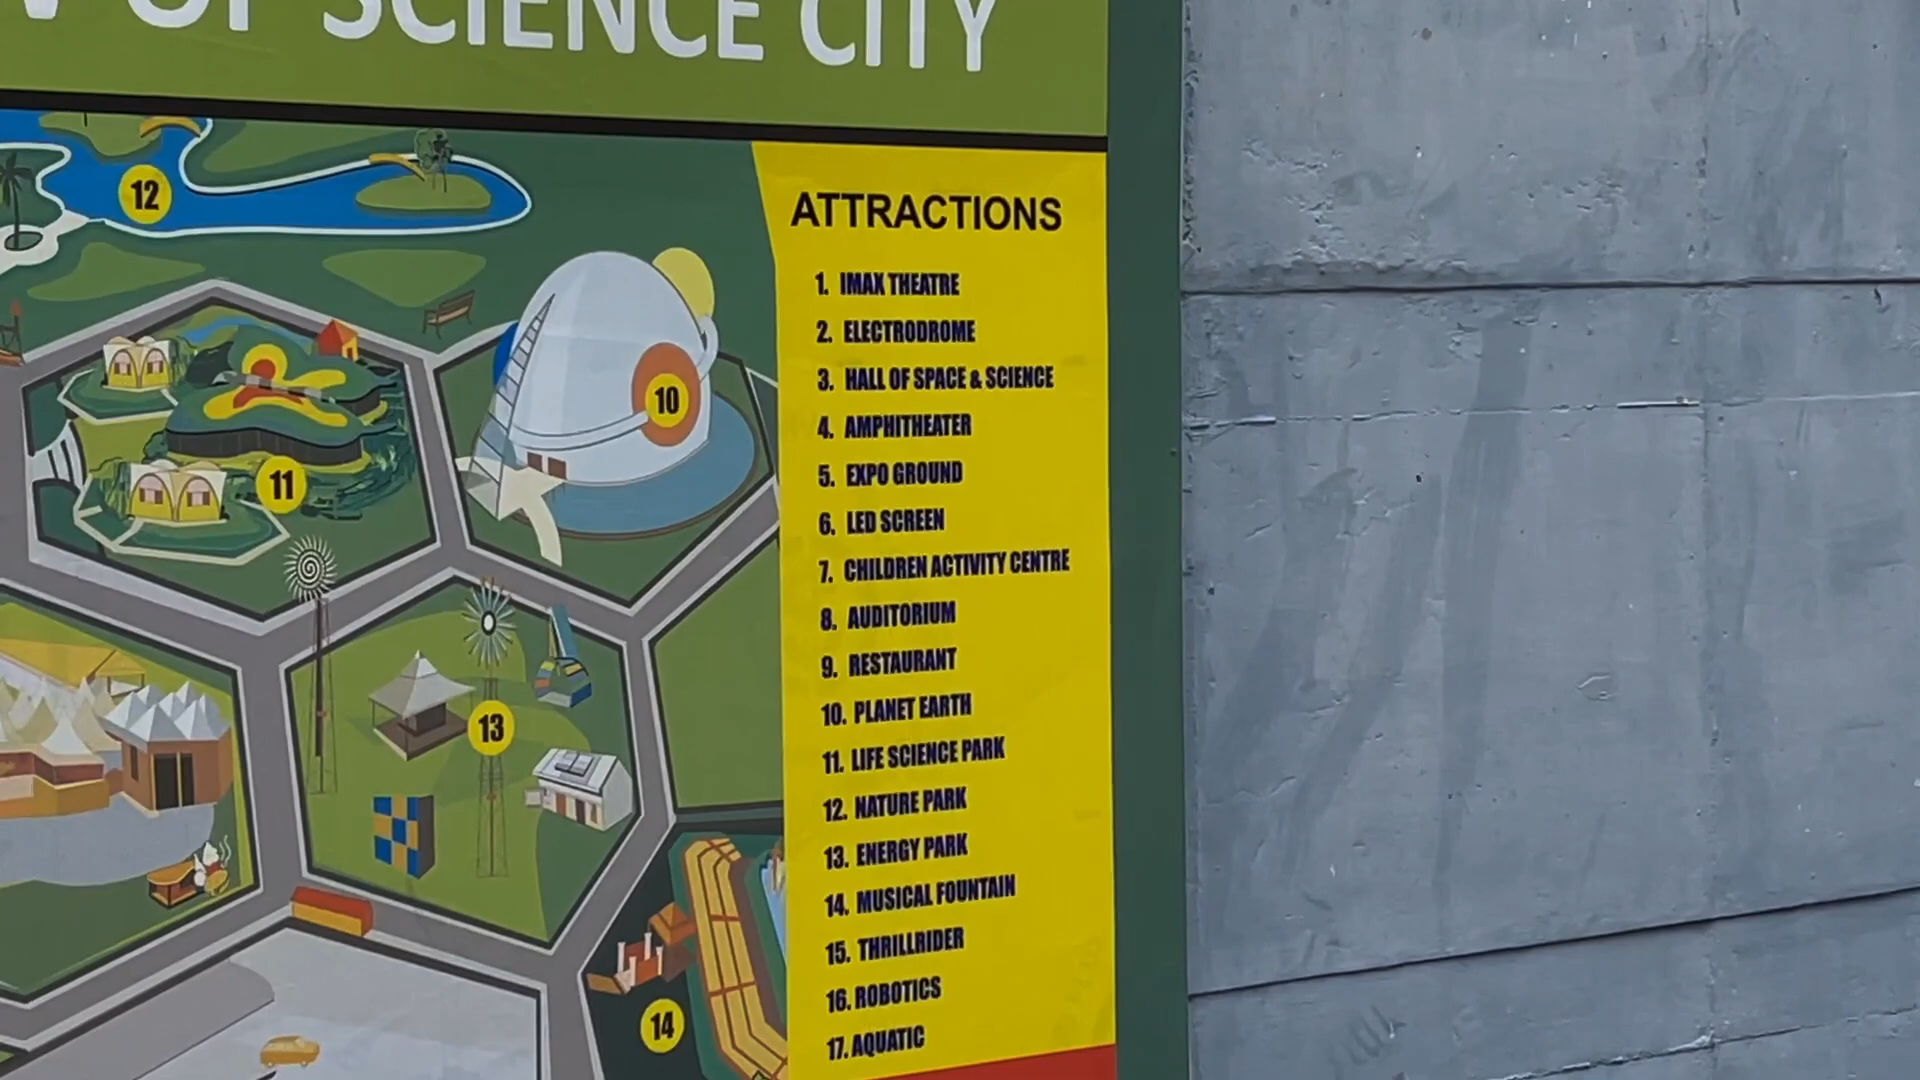 OF SCIENCE CITY
ATTRACTIONS
1. IMAX THEATRE
2. ELECTRODROME
3. HALL OF SPACE & SCIENCE
4. AMPHITHEATER
5. EXPO GROUND
6. LED SCREEN
7. CHILDREN ACTIVITY CENTRE
8. AUDITORIUM
9. RESTAURANT
10. PLANET EARTH
11. LIFE SCIENCE PARK
12. NATURE PARK
13. ENERGY PARK
14. MUSICAL FOUNTAIN
15. THRILLRIDER
16. ROBOTICS
17. AQUATIC
12
10
11
13
14